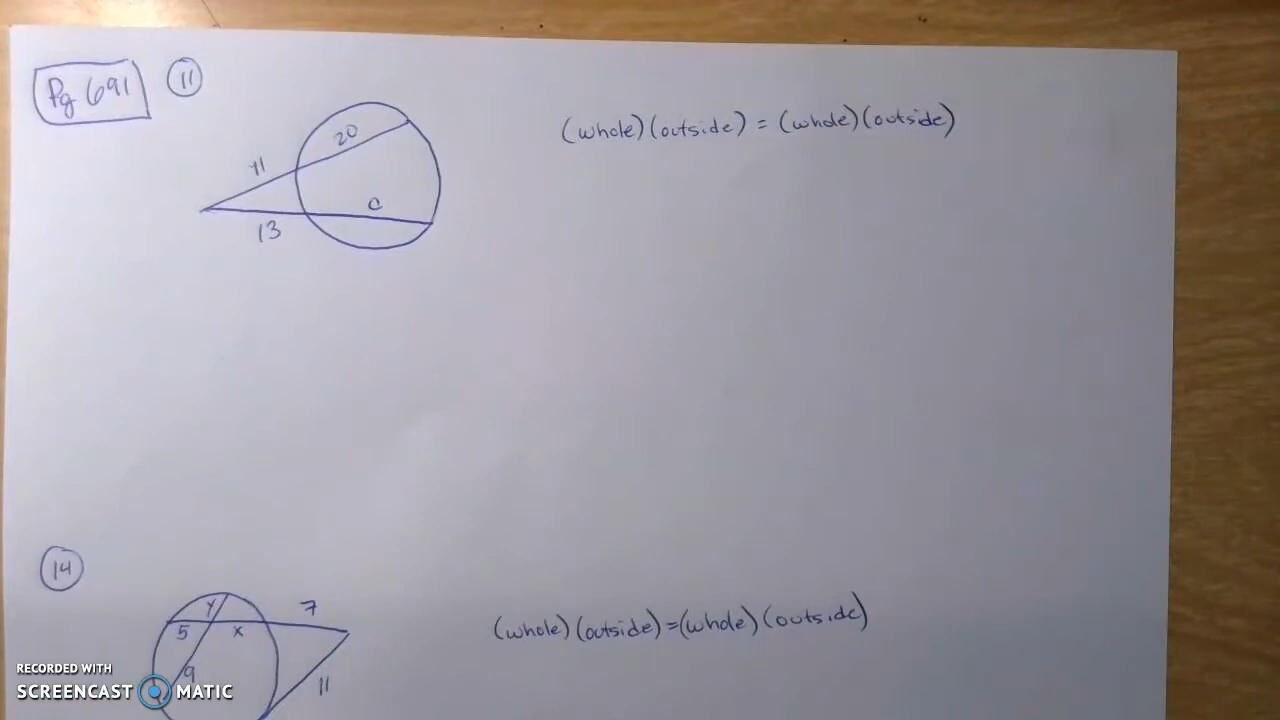 Pg 691
11
(whole)(outside) = (whole)(outside)
20
11
c
13
14
(whole)(outside)=(whole)(outside)
y
7
5
x
9
11
RECORDED WITH
SCREENCAST MATIC